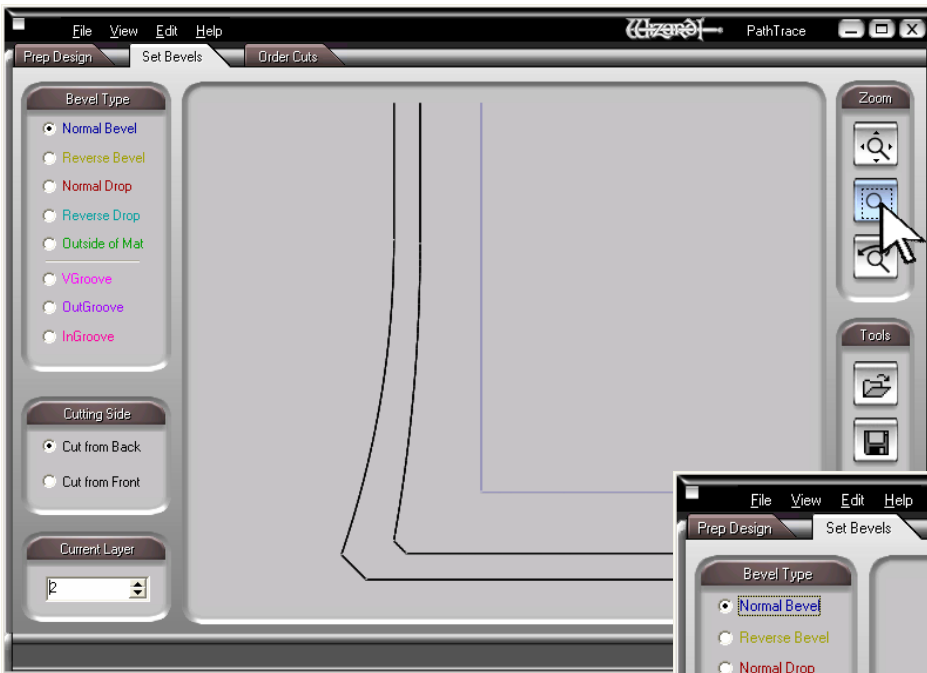 File View Edit Help Wizard PathTrace
Prep Design Set Bevels Order Cuts
Bevel Type
Normal Bevel
Reverse Bevel
Normal Drop
Reverse Drop
Outside of Mat
VGroove
OutGroove
InGroove
Cutting Side
Cut from Back
Cut from Front
Current Layer
2
Zoom
Tools
File View Edit Help
Prep Design Set Bevels
Bevel Type
Normal Bevel
Reverse Bevel
Normal Drop